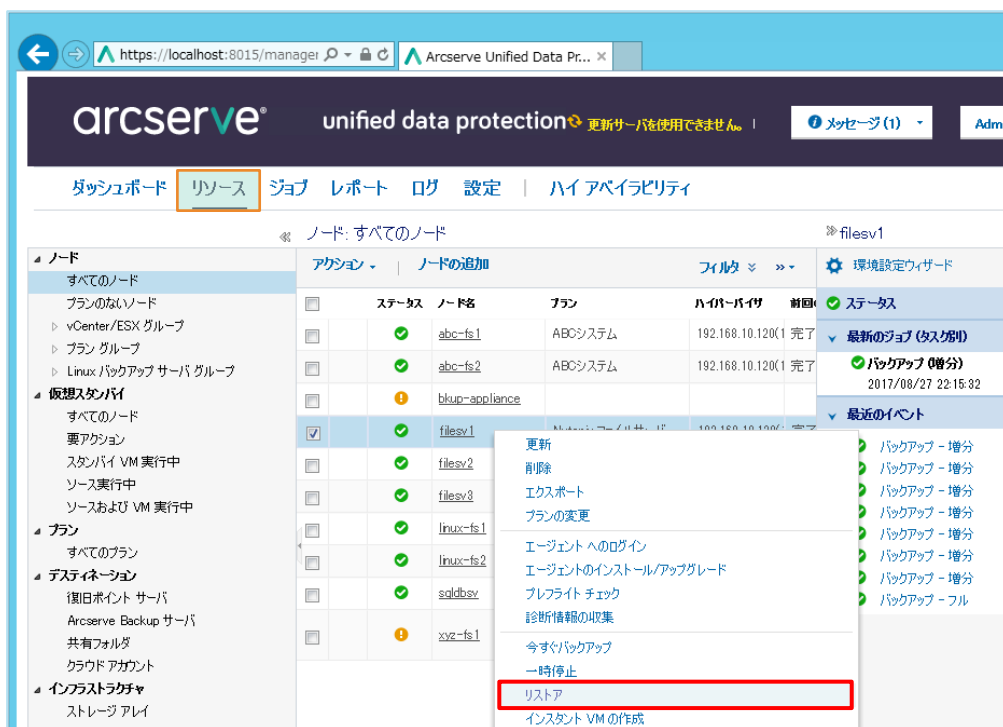 https://localhost:8015/manager
Arcserve Unified Data Pr...
arcserve®
unified data protection
更新サーバを使用できません。
メッセージ(1)
Adm
ダッシュボード
リソース
ジョブ
レポート
ログ
設定
ハイ アベイラビリティ
ノード
すべてのノード
プランのないノード
vCenter/ESX グループ
プラン グループ
Linux バックアップ サーバ グループ
仮想スタンバイ
すべてのノード
要アクション
スタンバイ VM 実行中
ソース実行中
ソースおよび VM 実行中
プラン
すべてのプラン
デスティネーション
復旧ポイント サーバ
Arcserve Backup サーバ
共有フォルダ
クラウド アカウント
インフラストラクチャ
ストレージ アレイ
ノード: すべてのノード
アクション
ノードの追加
フィルタ
ステータス ノード名 プラン ハイパーバイザ 前回
abc-fs1 ABCシステム 192.168.10.120(1 完了
abc-fs2 ABCシステム 192.168.10.120(1 完了
bkup-appliance
filesv1
filesv2
filesv3
linux-fs1
linux-fs2
sqldbsv
xyz-fs1
更新
削除
エクスポート
プランの変更
エージェント へのログイン
エージェントのインストール/アップグレード
プレフライト チェック
診断情報の収集
今すぐバックアップ
一時停止
リストア
インスタント VM の作成
filesv1
環境設定ウィザード
ステータス
最新のジョブ (タスク別)
バックアップ (増分)
2017/08/27 22:15:32
最近のイベント
バックアップ - 増分
バックアップ - 増分
バックアップ - 増分
バックアップ - 増分
バックアップ - 増分
バックアップ - 増分
バックアップ - 増分
バックアップ - フル